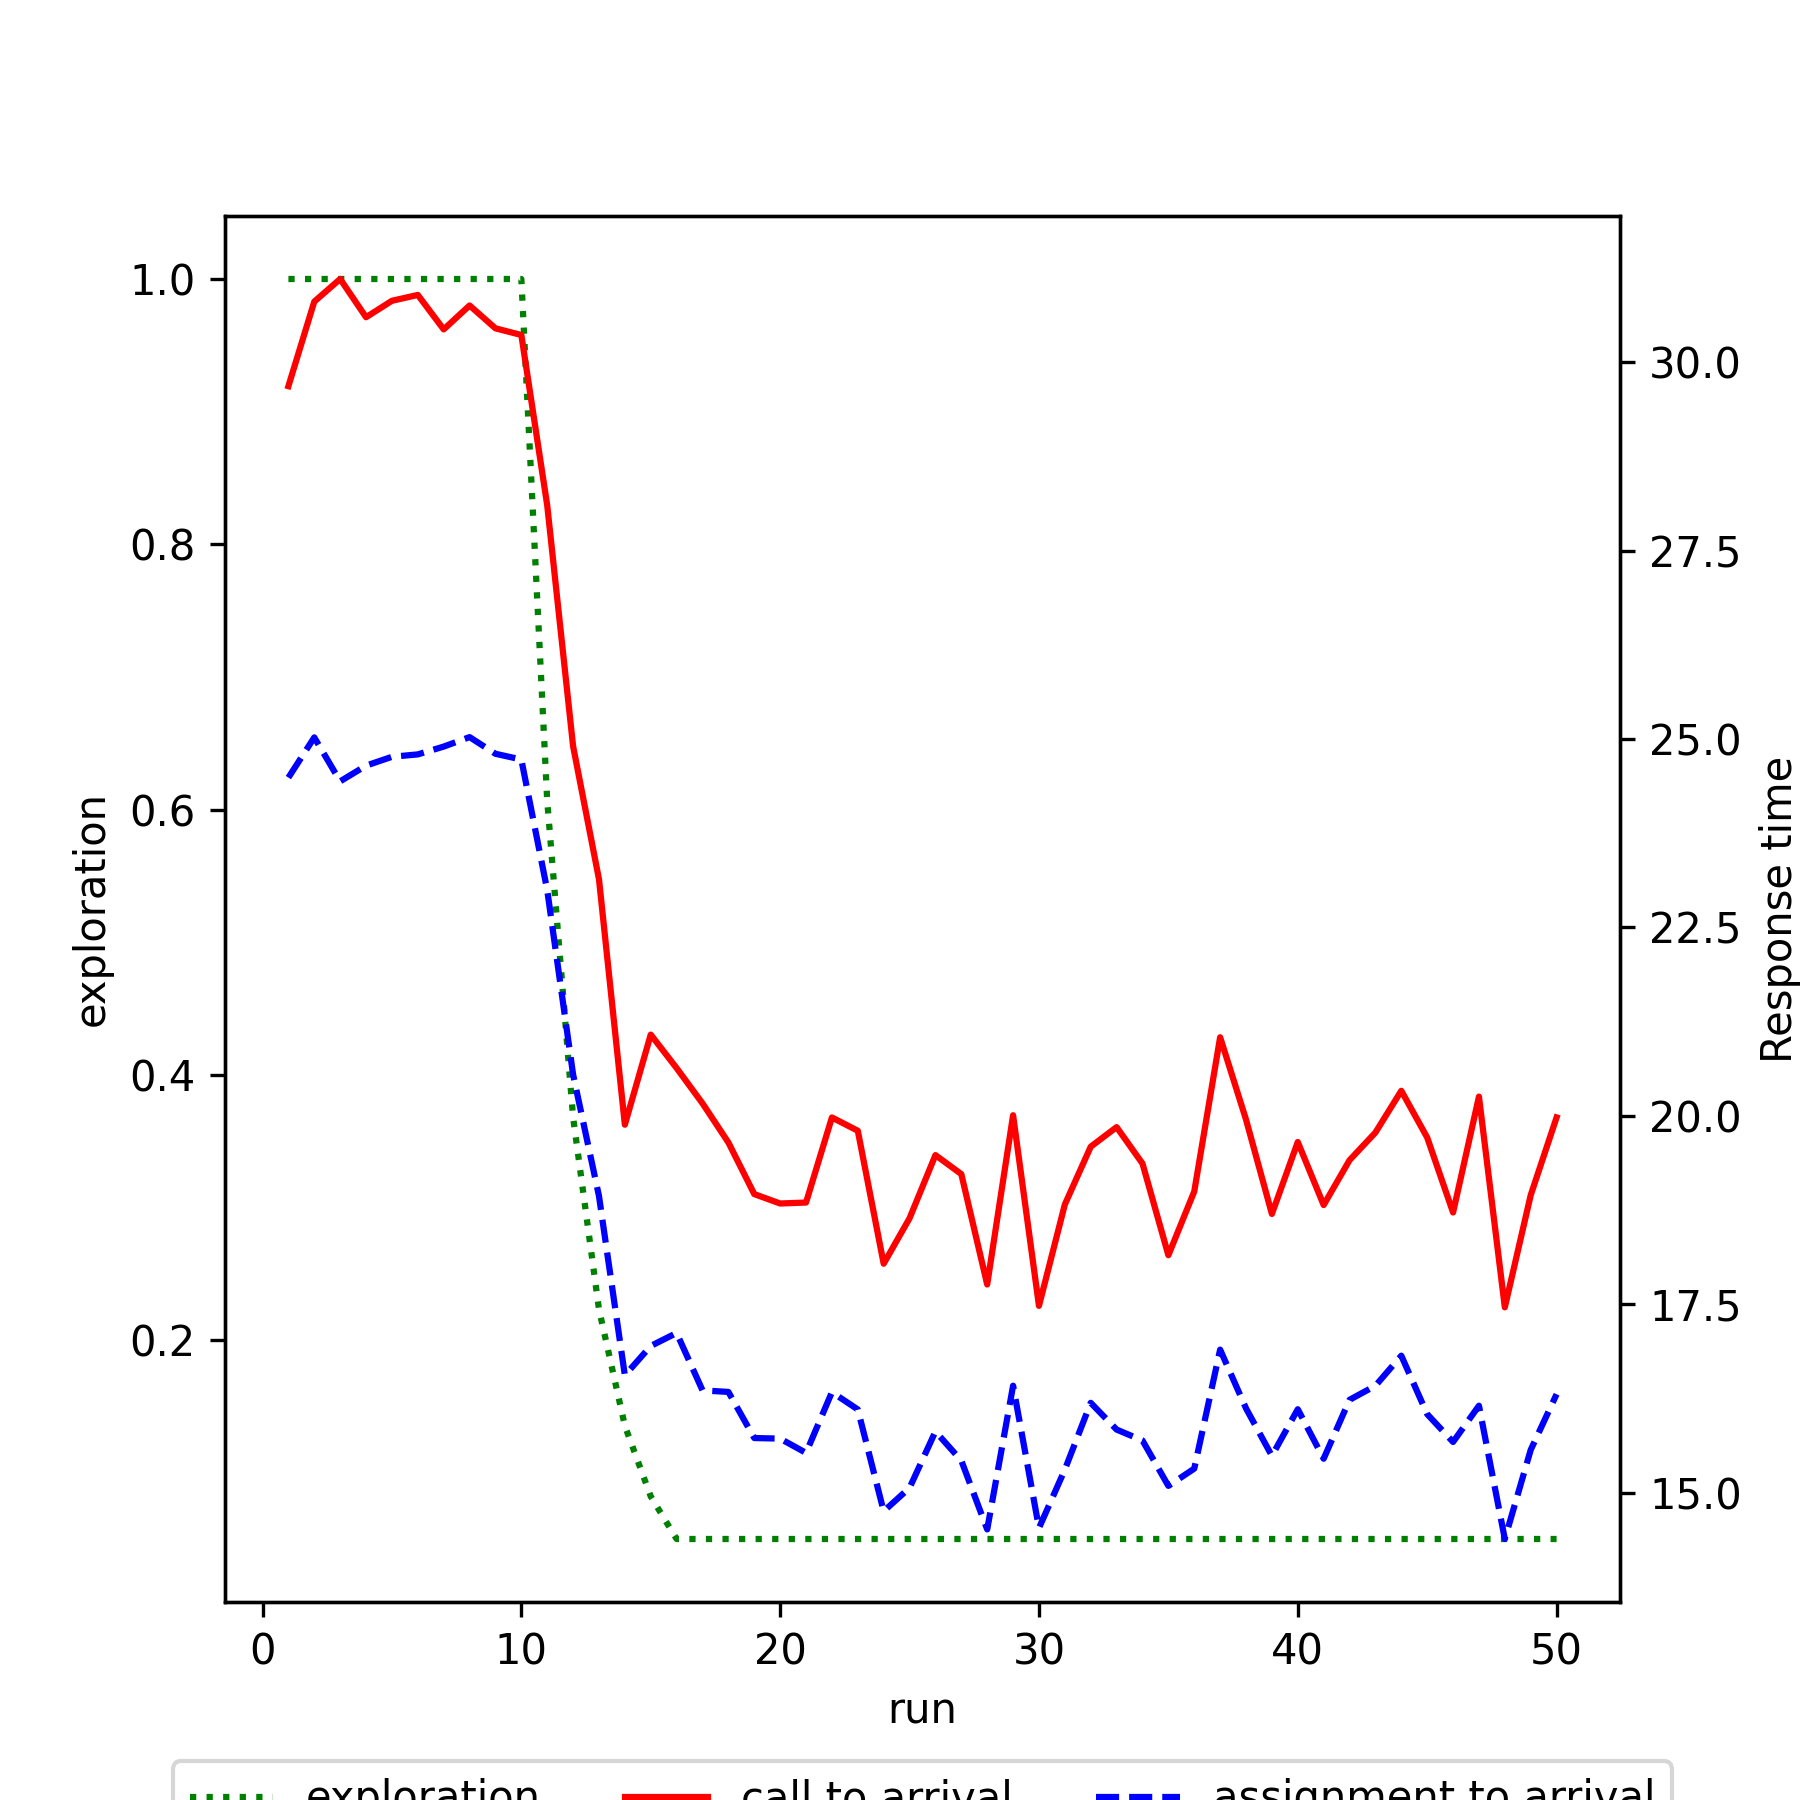 1.0
0.8
0.6
0.4
0.2
exploration
30.0
27.5
25.0
22.5
20.0
17.5
15.0
Response time
0 10 20 30 40 50
run
exploration call to arrival assignment to arrival